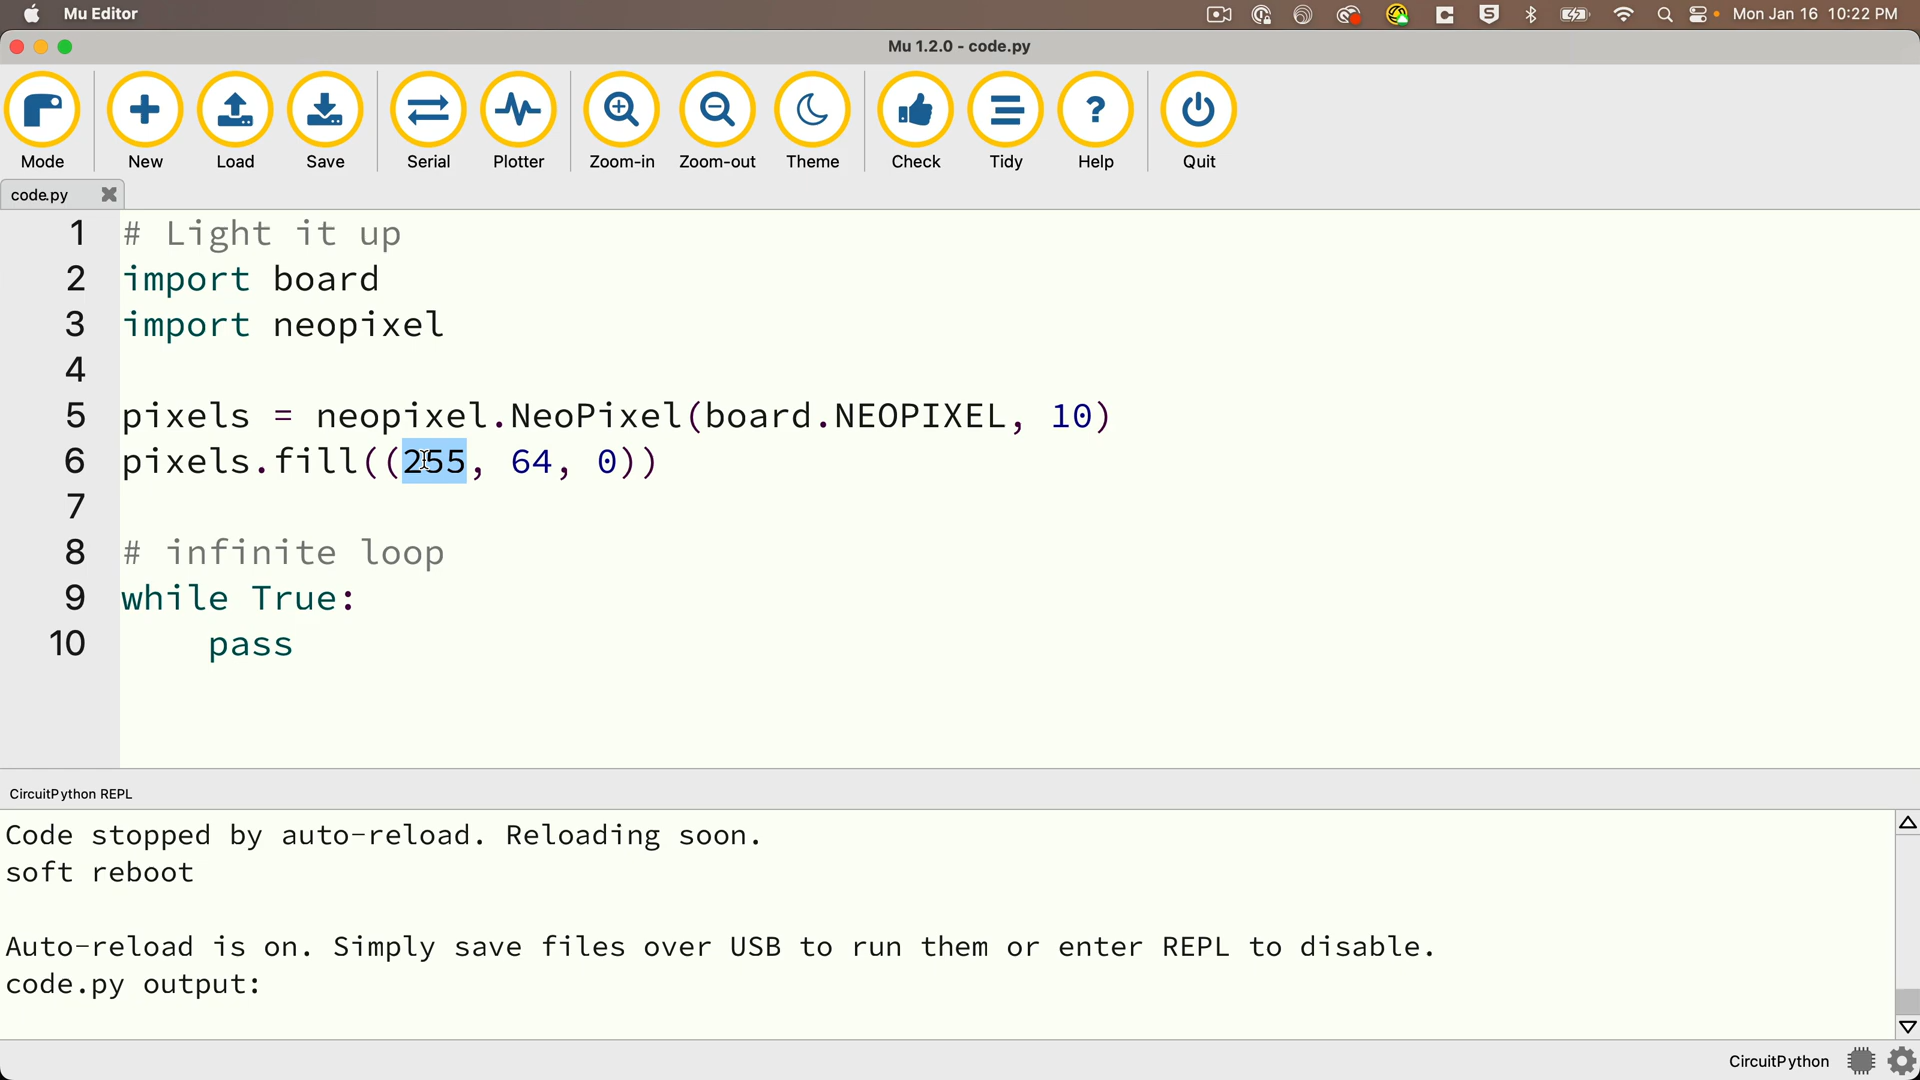 Mu Editor
Mon Jan 16 10:22 PM
Mu 1.2.0 - code.py
Mode New Load Save Serial Plotter Zoom-in Zoom-out Theme Check Tidy Help Quit
code.py
1 # Light it up
2 import board
3 import neopixel
4
5 pixels = neopixel.NeoPixel(board.NEOPIXEL, 10)
6 pixels.fill((255, 64, 0))
7
8 # infinite loop
9 while True:
10     pass
CircuitPython REPL
Code stopped by auto-reload. Reloading soon.
soft reboot
Auto-reload is on. Simply save files over USB to run them or enter REPL to disable.
code.py output:
CircuitPython